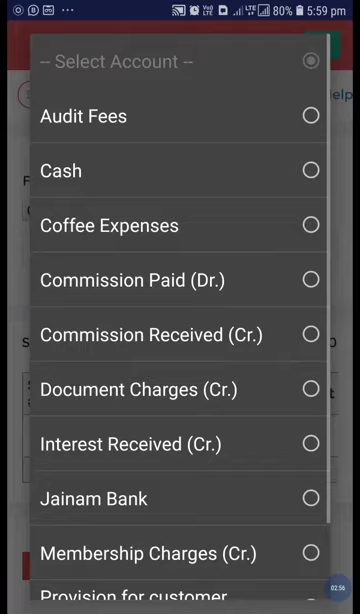 80% 5:59 pm
-- Select Account --
Audit Fees
Cash
Coffee Expenses
Commission Paid (Dr.)
Commission Received (Cr.)
Document Charges (Cr.)
Interest Received (Cr.)
Jainam Bank
Membership Charges (Cr.)
Provision for customer
02:56